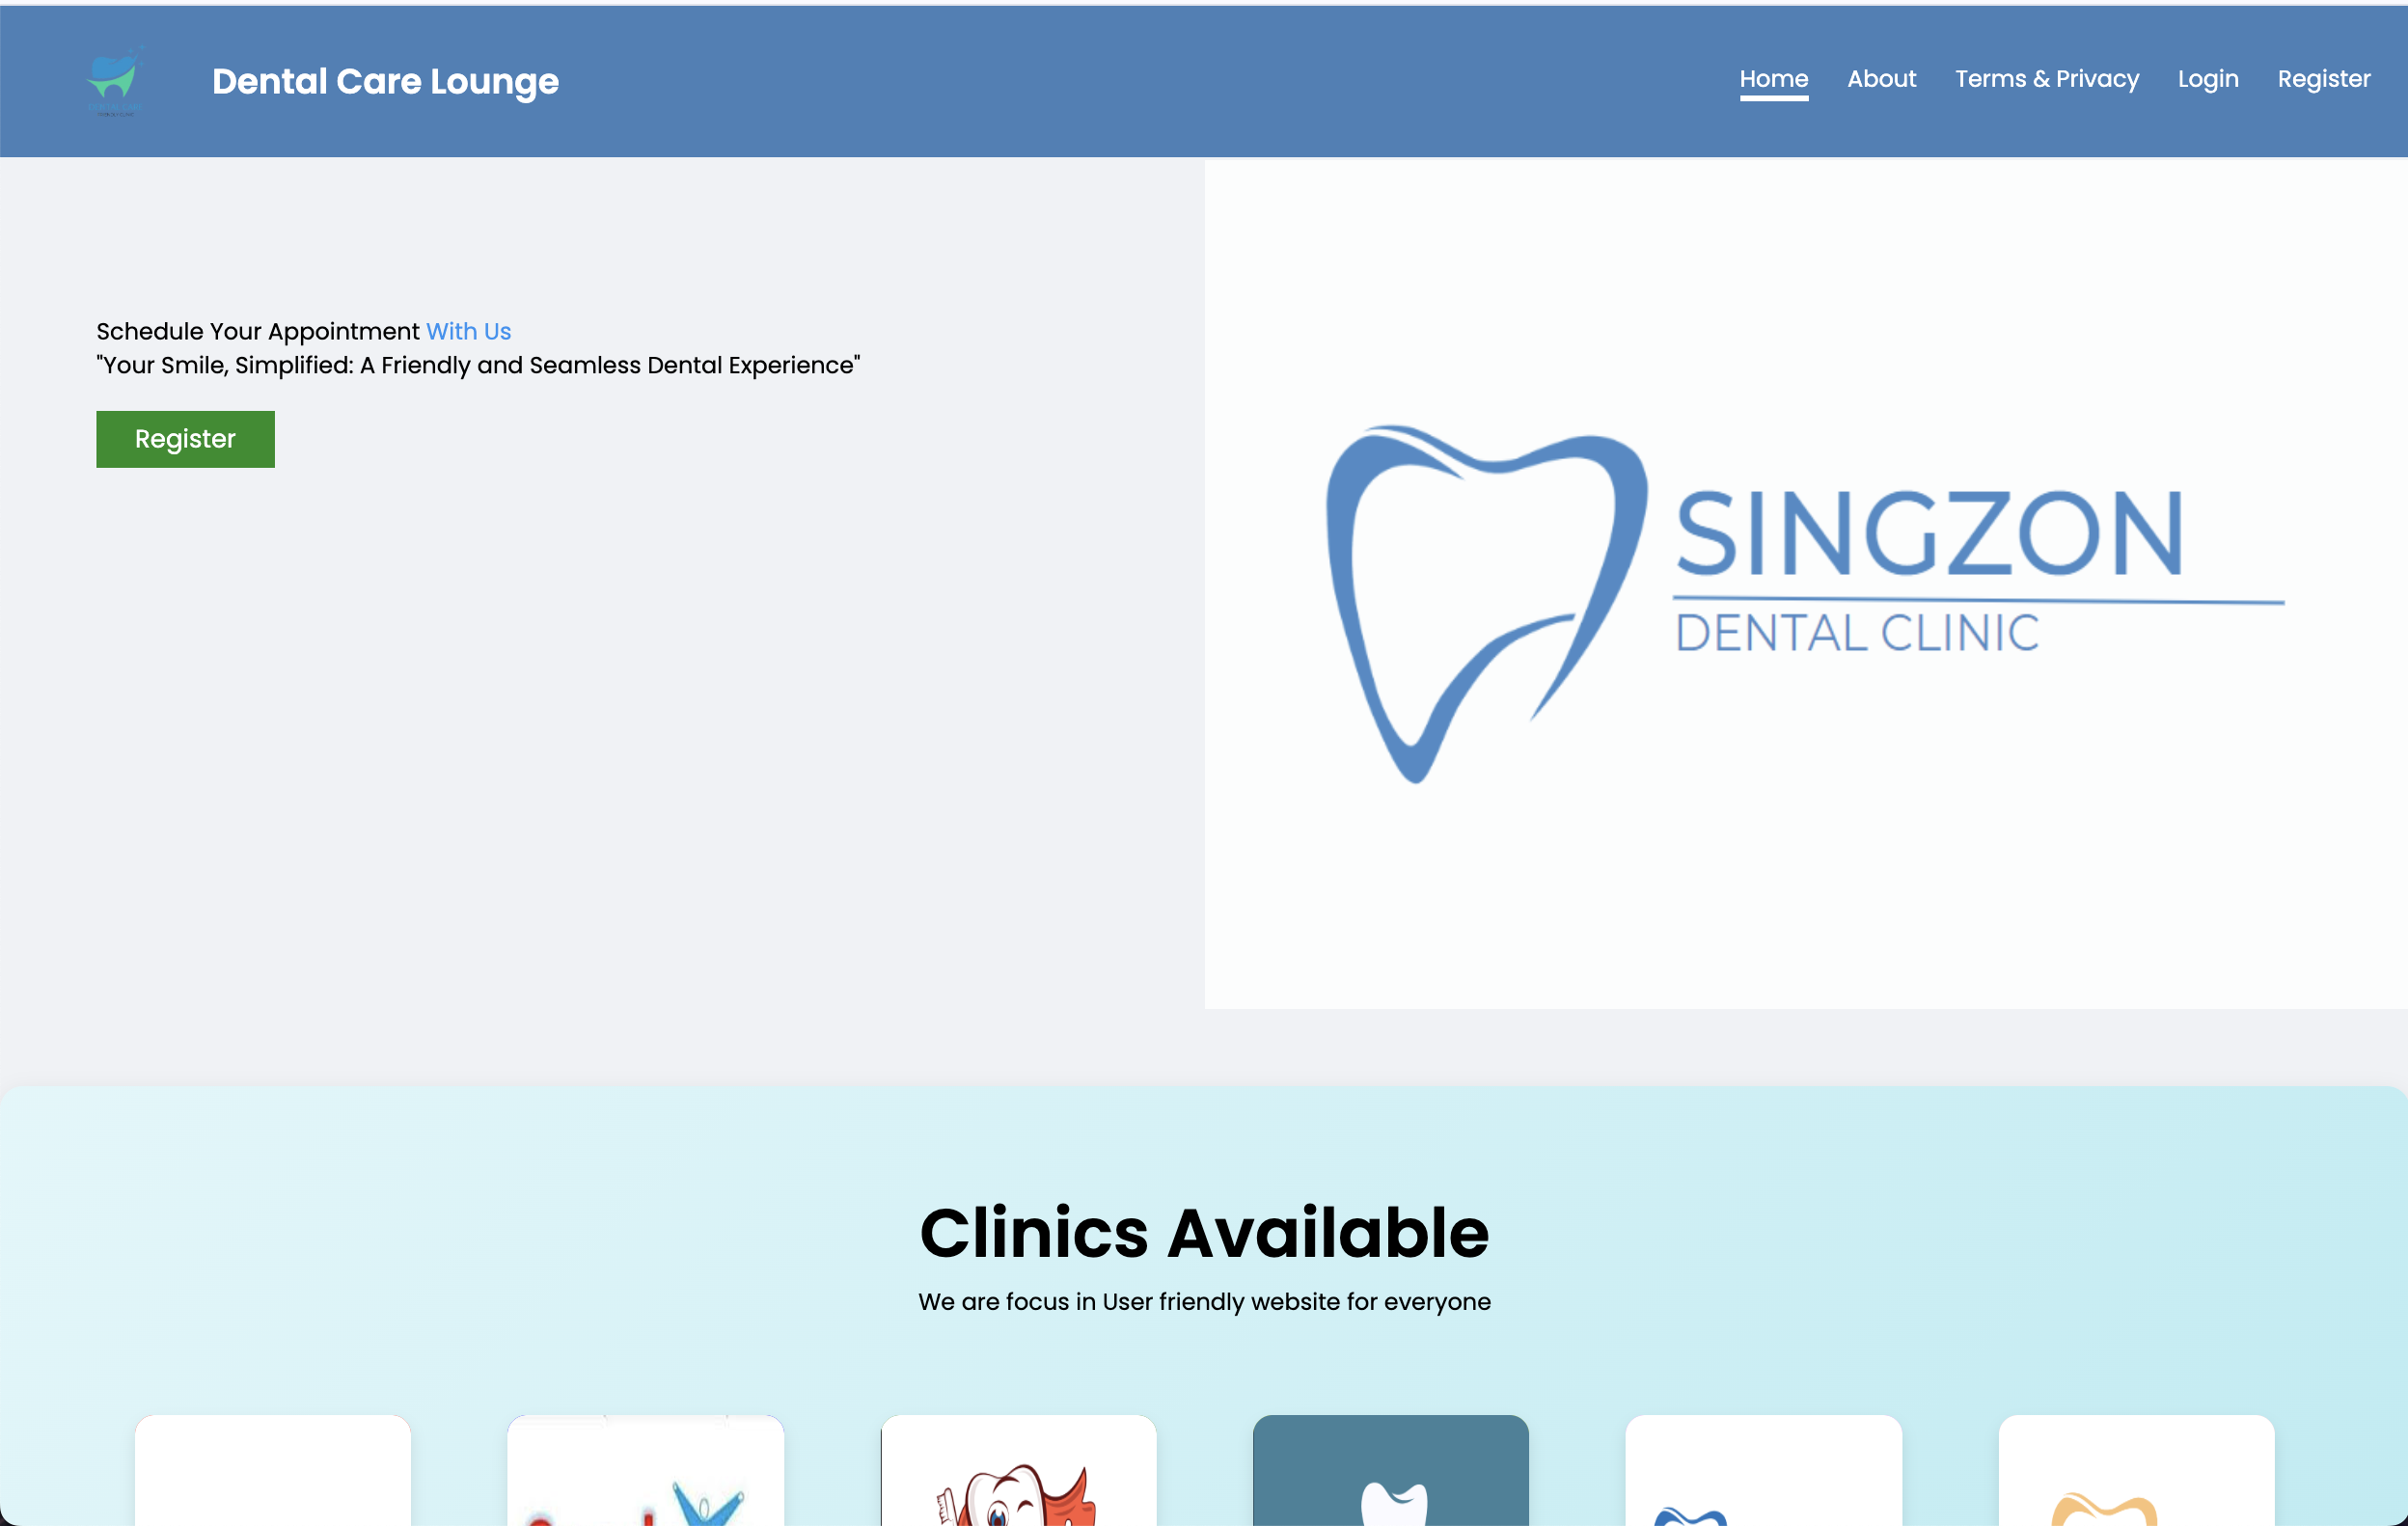 Dental Care Lounge
Home About Terms & Privacy Login Register
Schedule Your Appointment With Us
"Your Smile, Simplified: A Friendly and Seamless Dental Experience"
Register
SINGZON
DENTAL CLINIC
Clinics Available
We are focus in User friendly website for everyone